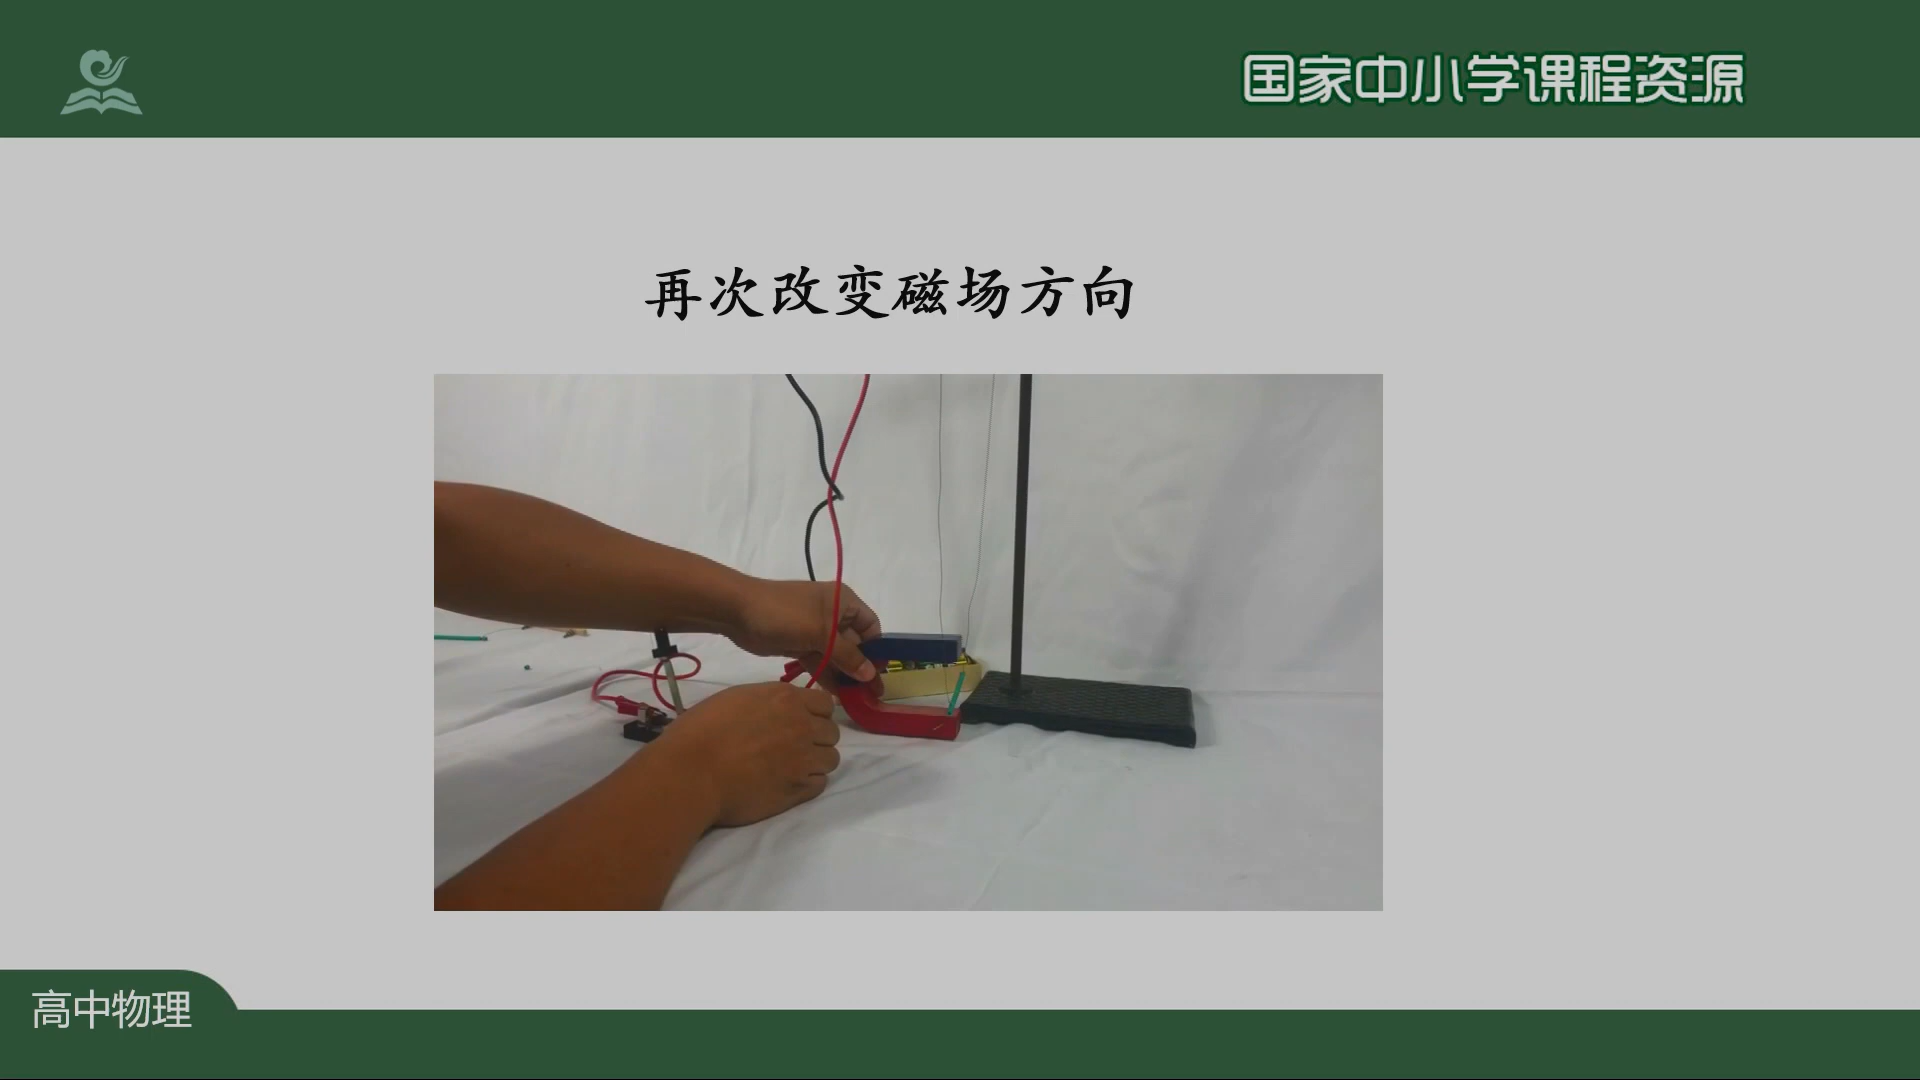 国家中小学课程资源
再次改变磁场方向
高中物理